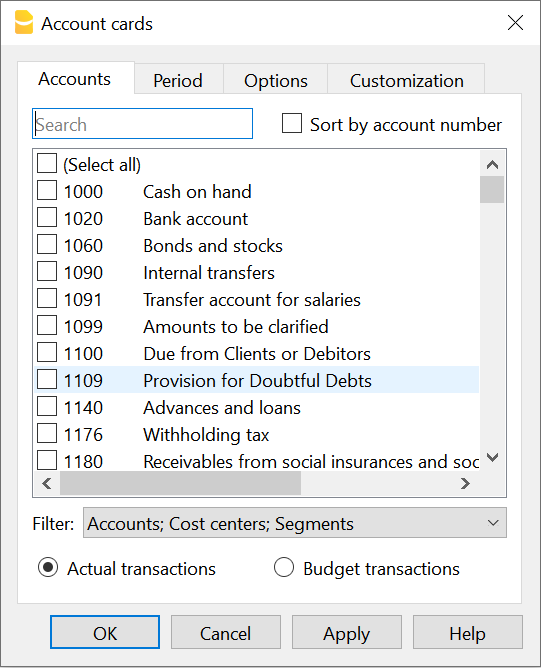 Account cards
Accounts Period Options Customization
Search Sort by account number
(Select all)
1000 Cash on hand
1020 Bank account
1060 Bonds and stocks
1090 Internal transfers
1091 Transfer account for salaries
1099 Amounts to be clarified
1100 Due from Clients or Debitors
1109 Provision for Doubtful Debts
1140 Advances and loans
1176 Withholding tax
1180 Receivables from social insurances and soc
Filter: Accounts; Cost centers; Segments
Actual transactions Budget transactions
OK Cancel Apply Help